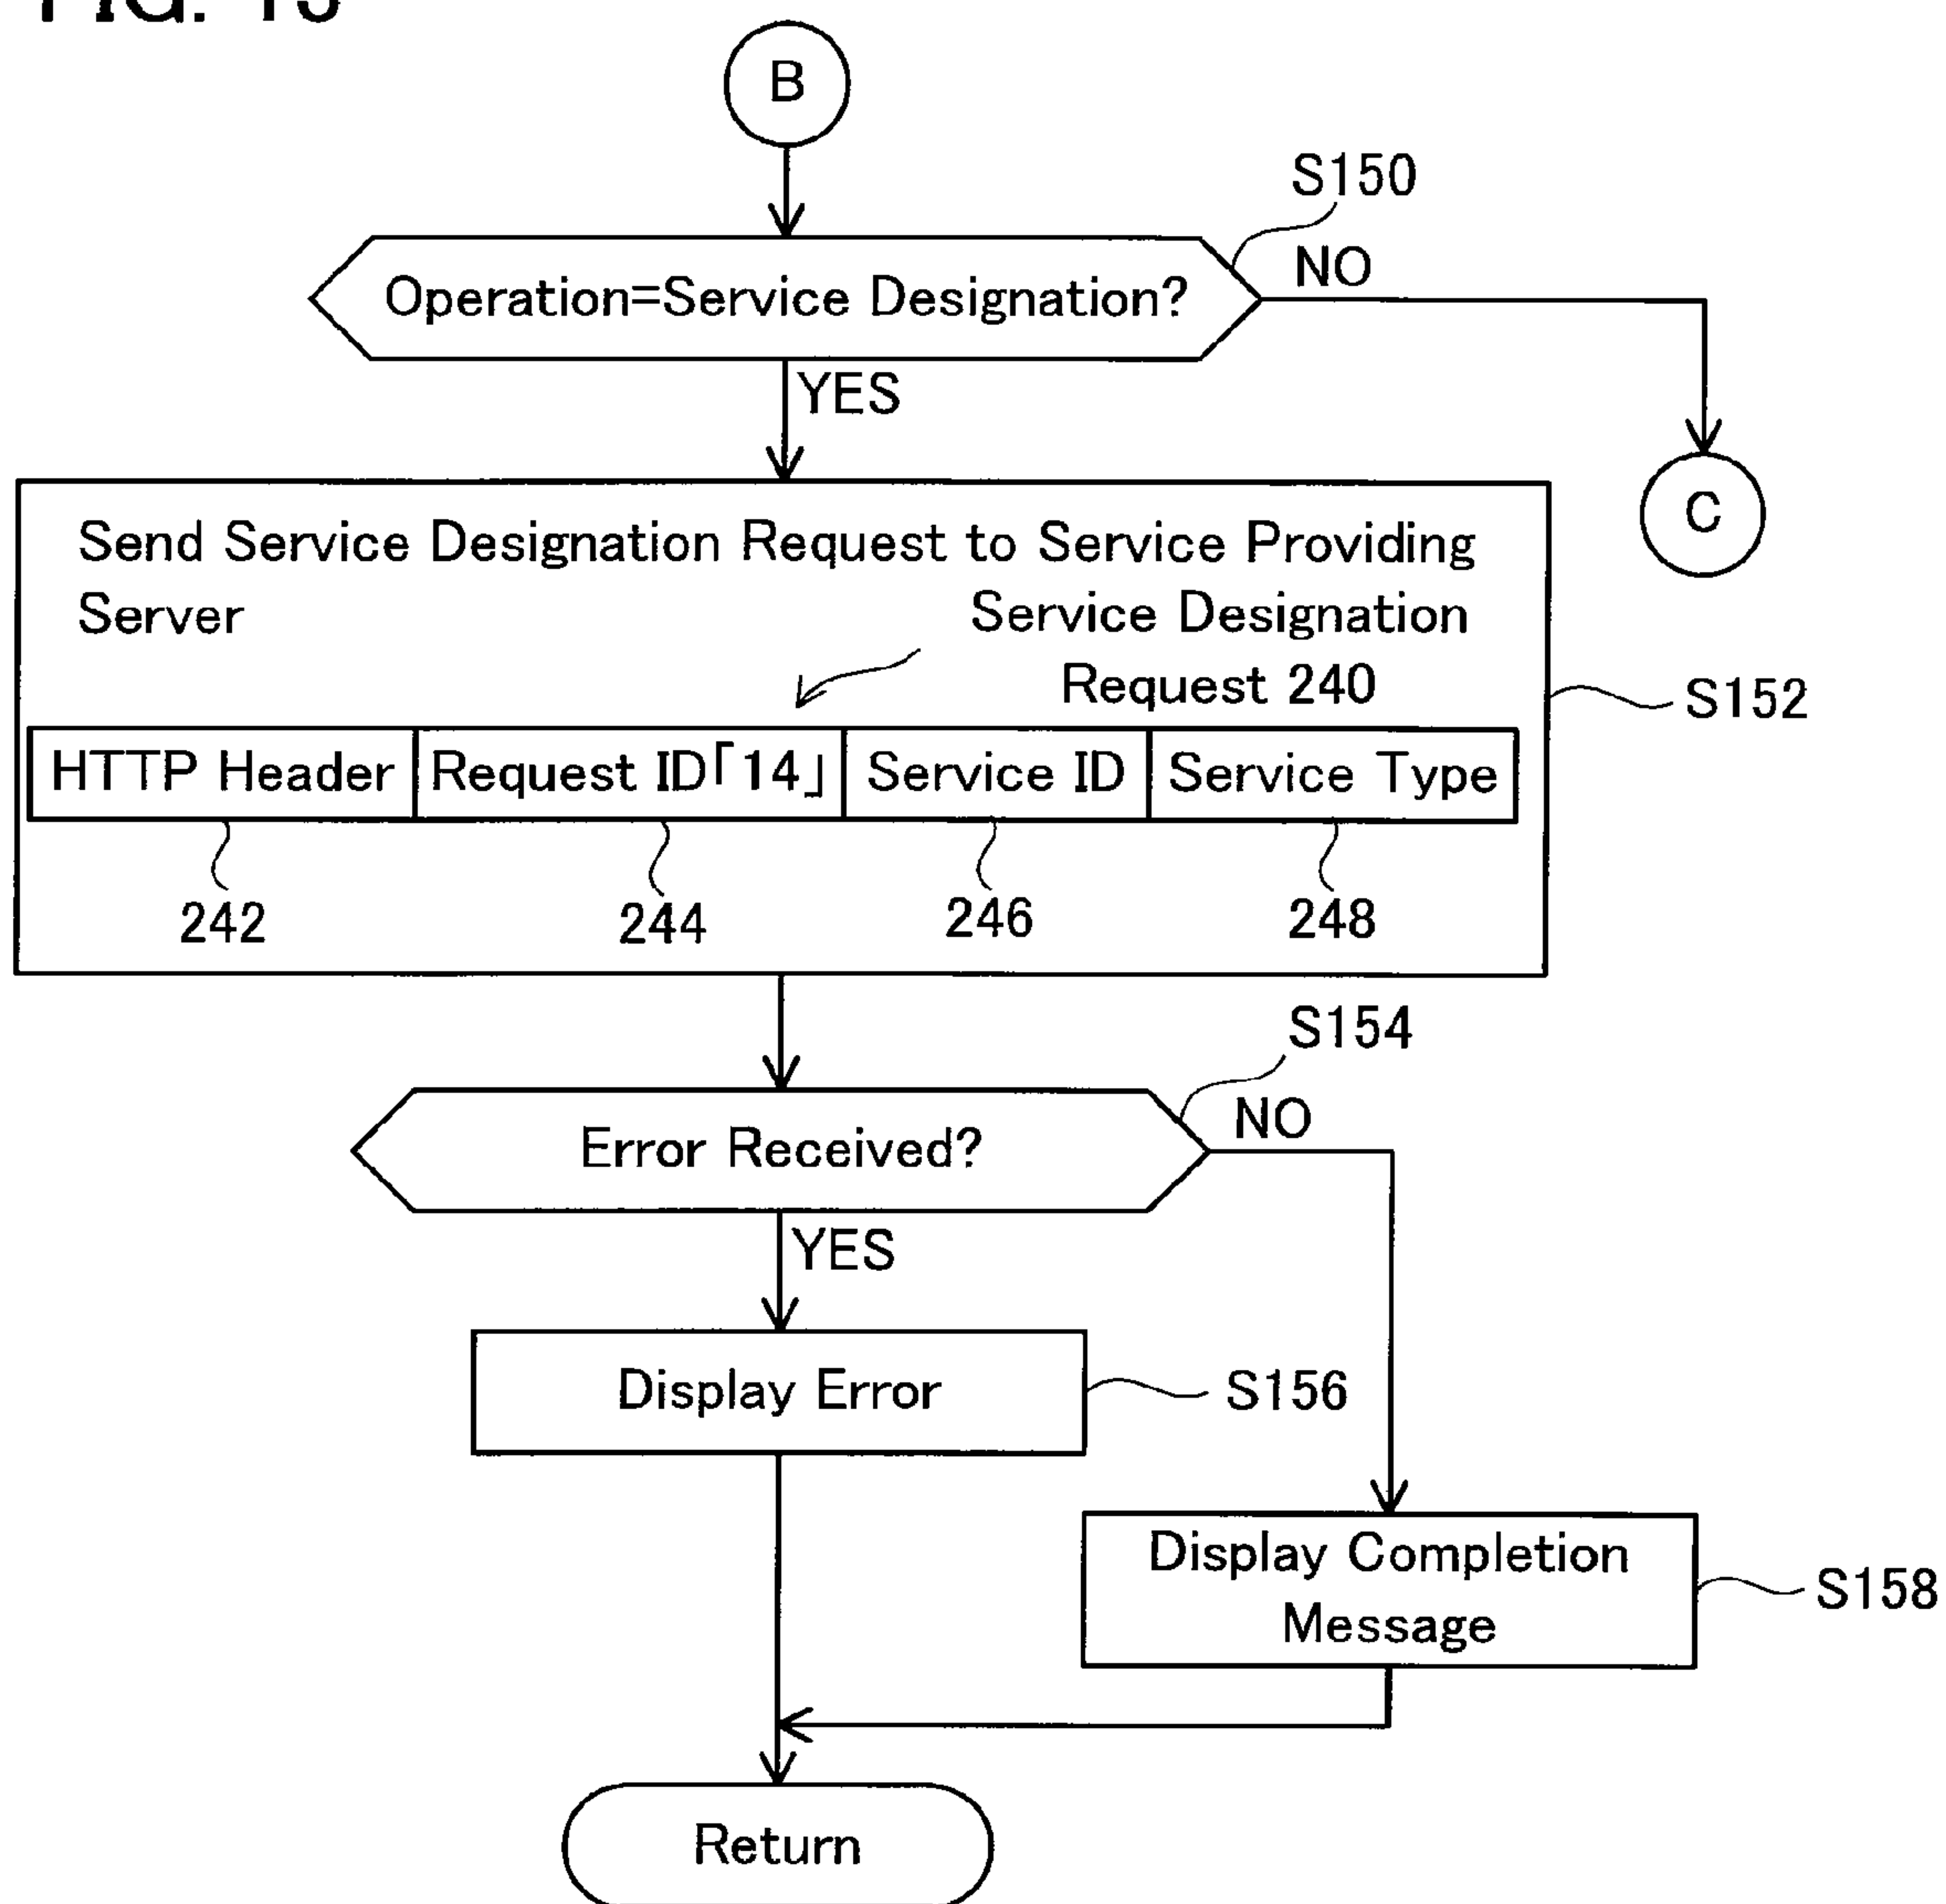 B
S150
NO
Operation=Service Designation?
YES
C
Send Service Designation Request to Service Providing
Server
Service Designation
Request 240
S152
HTTP Header
Request ID「14」
Service ID
Service Type
242
244
246
248
S154
NO
Error Received?
YES
Display Error
S156
Display Completion
Message
S158
Return